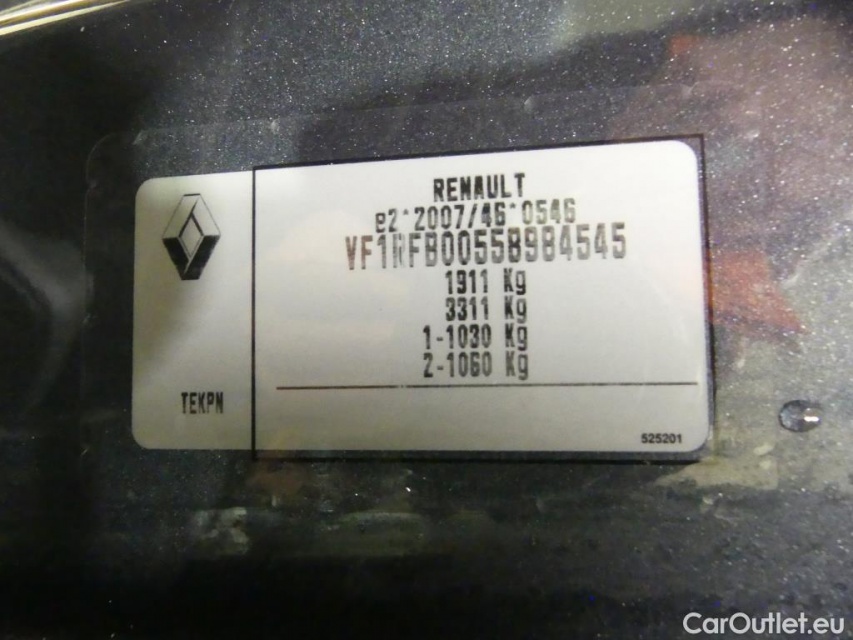 RENAULT
e2*2007/46*0546
VF1RFB00558984545
1911 Kg
3311 Kg
1-1030 Kg
2-1060 Kg
TEKPN
525201
CarOutlet.eu